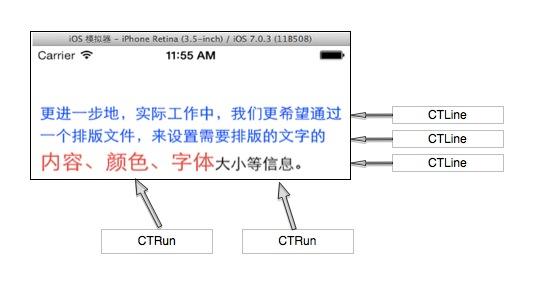 iOS 模拟器 - iPhone Retina (3.5-inch) / iOS 7.0.3 (11B508)
Carrier 11:55 AM
更进一步地，实际工作中，我们更希望通过
CTLine
一个排版文件，来设置需要排版的文字的
CTLine
内容、颜色、字体大小等信息。
CTLine
CTRun
CTRun